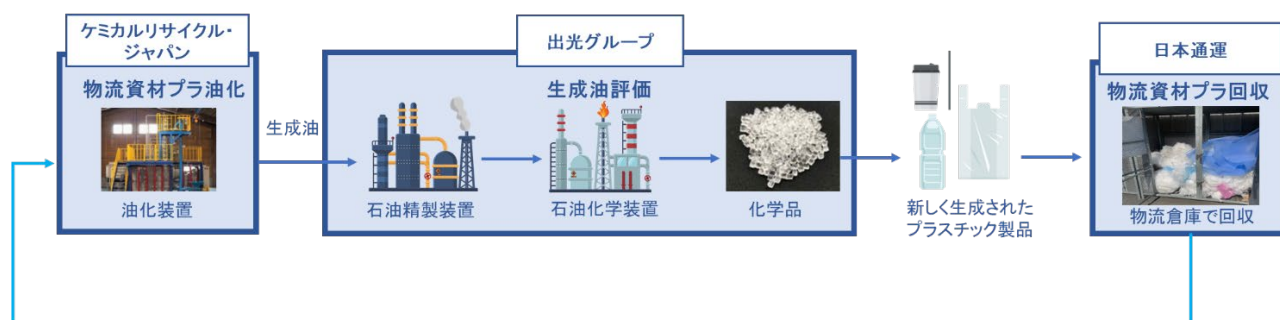 ケミカルリサイクル・
ジャパン
物流資材プラ油化
油化装置
生成油
出光グループ
生成油評価
石油精製装置
石油化学装置
化学品
新しく生成された
プラスチック製品
日本通運
物流資材プラ回収
物流倉庫で回収